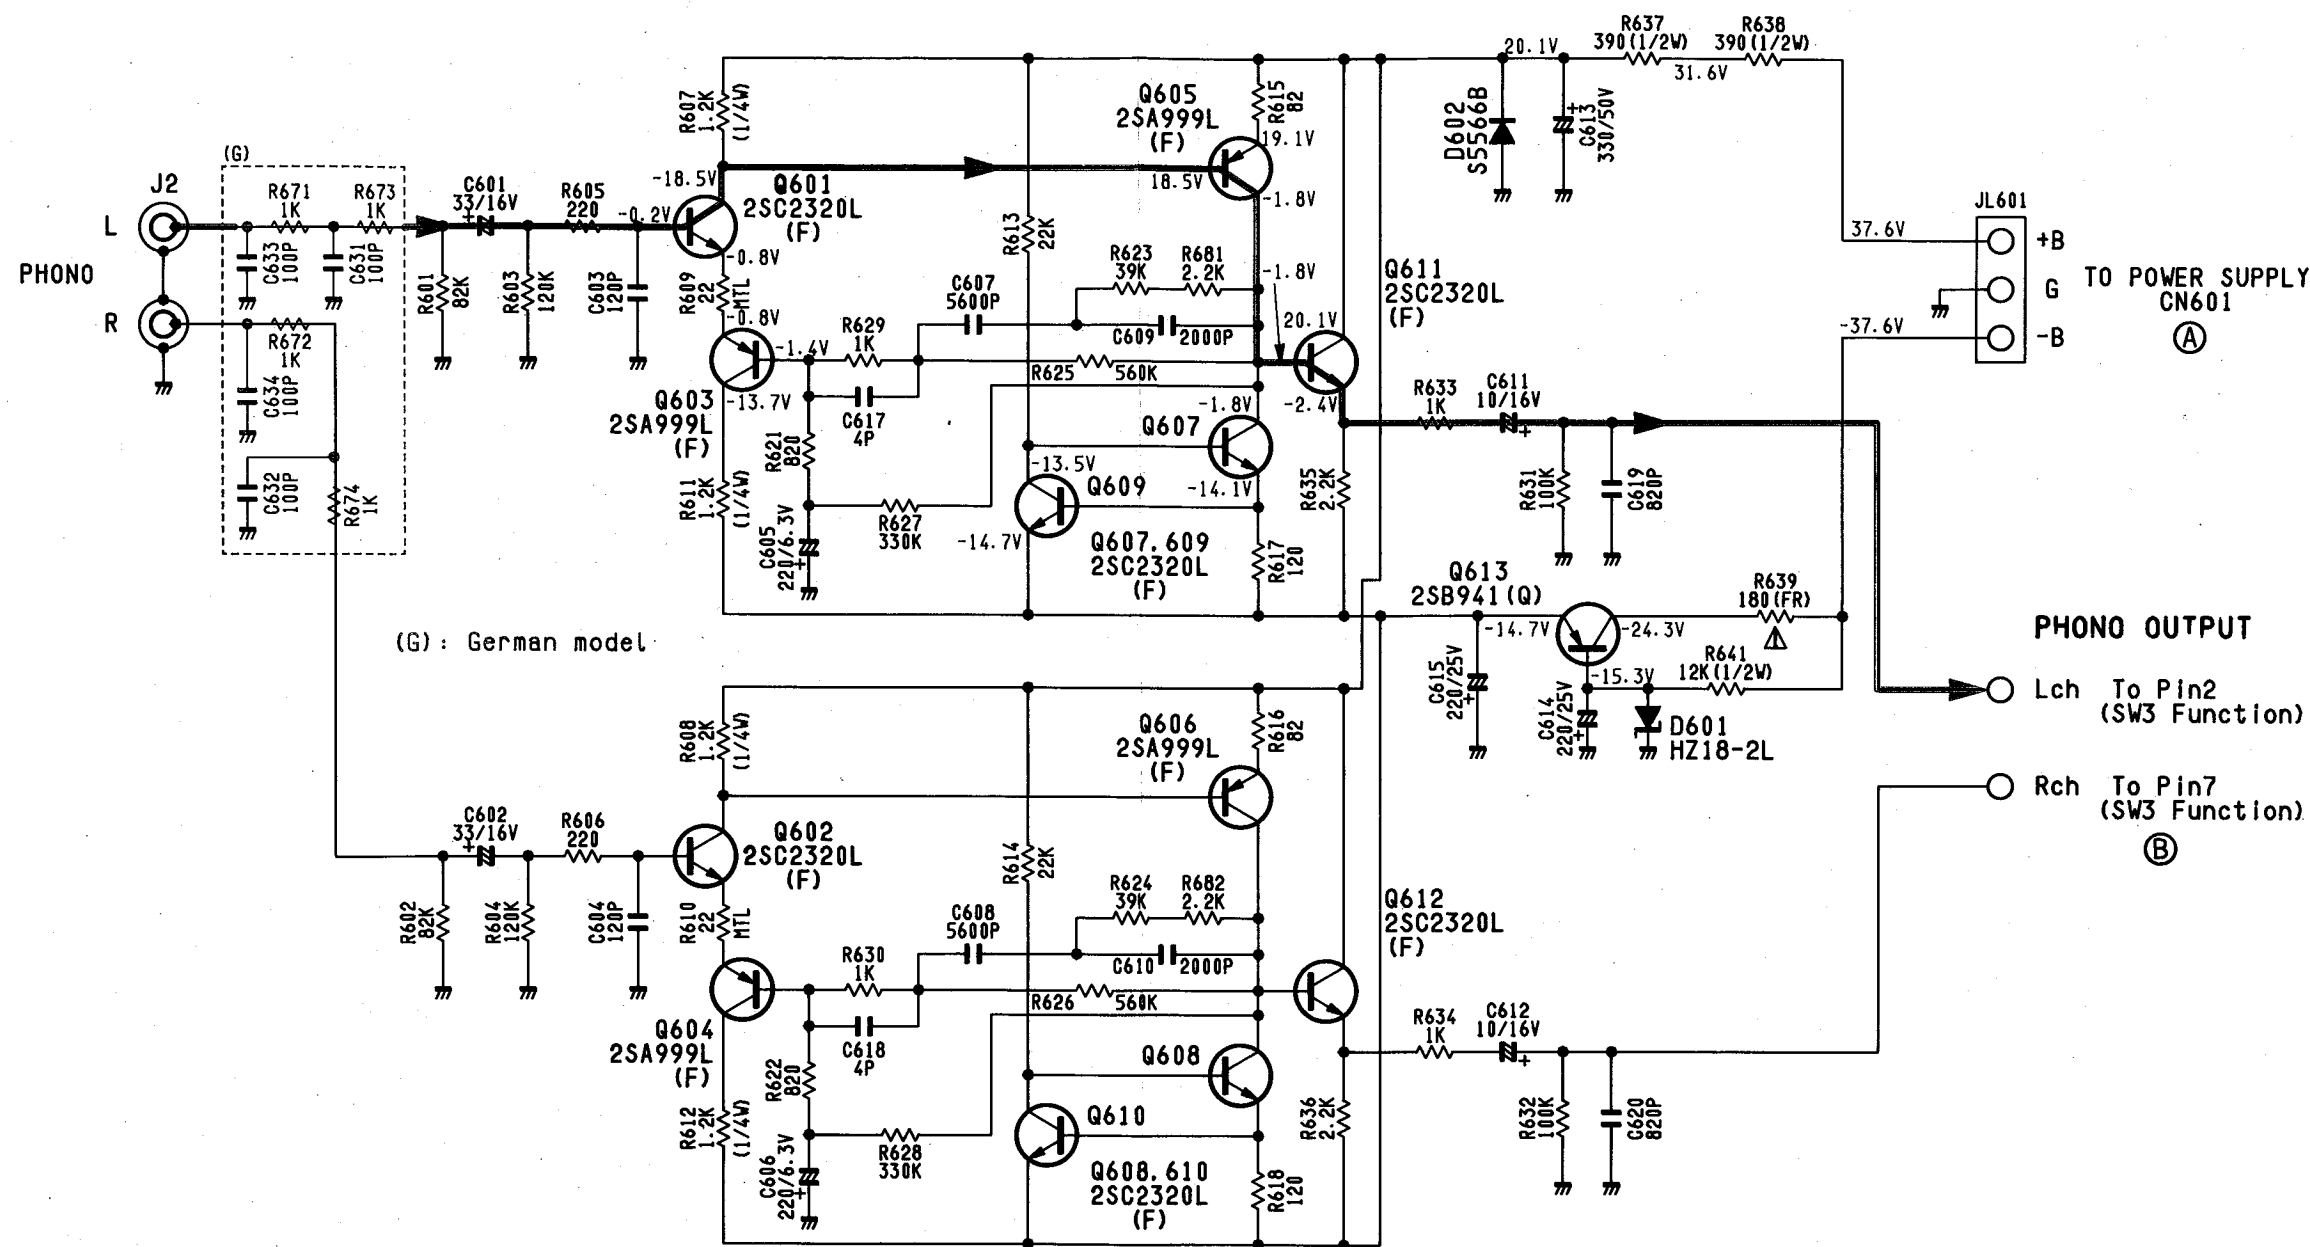 R637
390(1/2W)
R638
390(1/2W)
20.1V
31.6V
R607
1.2K
(1/4W)
Q605
2SA999L
(F)
R615
82
19.1V
D602
S5566B
C613
330/50V
+
(G)
J2
L
R671
1K
R673
1K
C601
33/16V
+
R605
220
-18.5V
-0.2V
Q601
2SC2320L
(F)
18.5V
-1.8V
JL601
37.6V
+B
G
-B
-37.6V
TO POWER SUPPLY
CN601
A
PHONO
R
C633
100P
C631
100P
R601
82K
R603
120K
C603
120P
-0.8V
R609
22
MTL
-0.8V
R613
22K
C607
5600P
R623
39K
R681
2.2K
-1.8V
Q611
2SC2320L
(F)
20.1V
C609
2000P
R672
1K
C634
100P
R629
1K
-1.4V
R625
560K
-13.7V
Q603
2SA999L
(F)
C617
4P
-1.8V
-2.4V
R633
1K
C611
10/16V
+
Q607
R621
820
-13.5V
-14.1V
C632
100P
R674
1K
R611
1.2K
(1/4W)
Q609
R635
2.2K
R631
100K
C619
820P
R627
330K
-14.7V
C605
220/6.3V
+
Q607.609
2SC2320L
(F)
R617
120
Q613
2SB941(Q)
R639
180(FR)
-14.7V
-24.3V
PHONO OUTPUT
(G): German model
C615
220/25V
+
-15.3V
R641
12K(1/2W)
C614
220/25V
+
D601
HZ18-2L
Lch To Pin2
(SW3 Function)
R608
1.2K
(1/4W)
Q606
2SA999L
(F)
R616
82
Rch To Pin7
(SW3 Function)
B
C602
33/16V
+
R606
220
Q602
2SC2320L
(F)
R614
22K
R602
82K
R604
120K
C604
120P
R610
22
MTL
C608
5600P
R624
39K
R682
2.2K
Q612
2SC2320L
(F)
R630
1K
C610
2000P
R626
560K
Q604
2SA999L
(F)
C618
4P
R634
1K
C612
10/16V
+
Q608
R622
820
R612
1.2K
(1/4W)
Q610
R636
2.2K
R632
100K
C620
820P
R628
330K
C606
220/6.3V
+
Q608.610
2SC2320L
(F)
R618
120